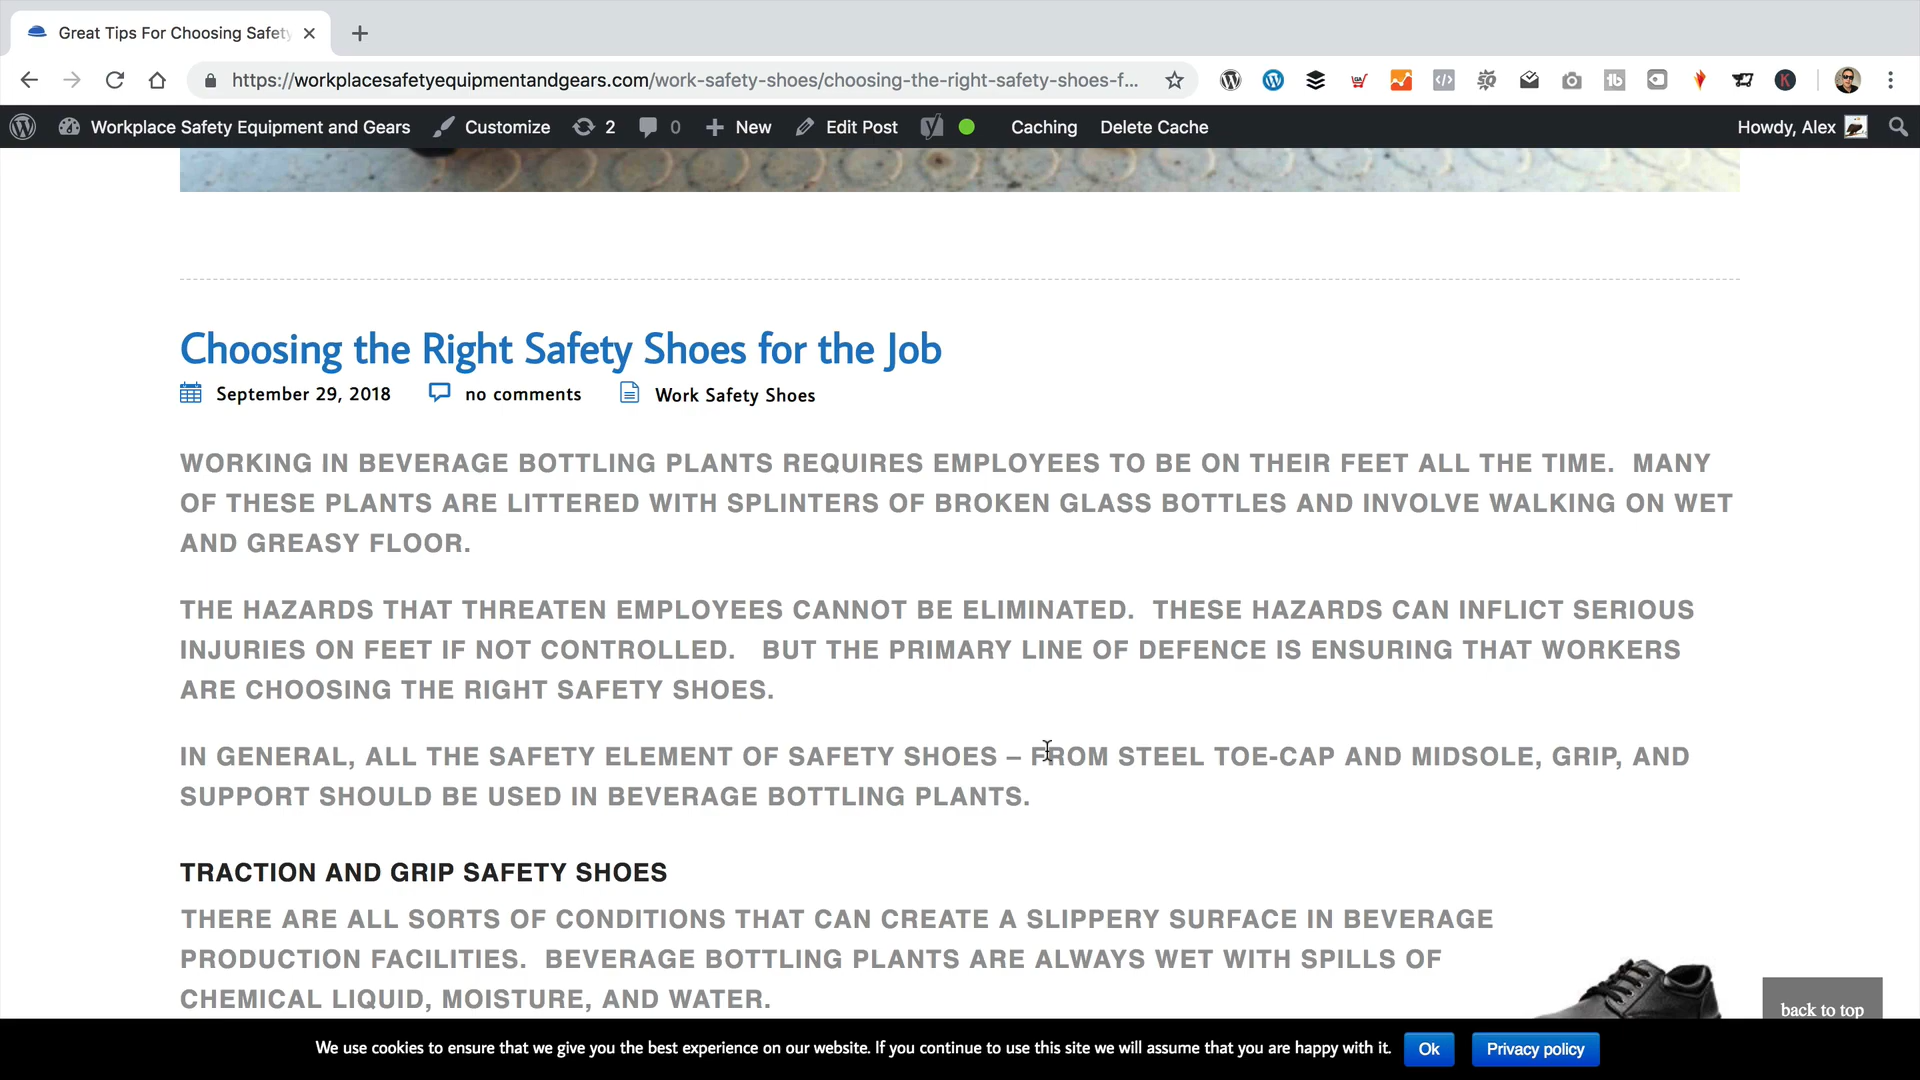 Great Tips For Choosing Safety
https://workplacesafetyequipmentandgears.com/work-safety-shoes/choosing-the-right-safety-shoes-f...
Workplace Safety Equipment and Gears Customize 2 0 New Edit Post Caching Delete Cache Howdy, Alex
Choosing the Right Safety Shoes for the Job
September 29, 2018 no comments Work Safety Shoes
WORKING IN BEVERAGE BOTTLING PLANTS REQUIRES EMPLOYEES TO BE ON THEIR FEET ALL THE TIME. MANY
OF THESE PLANTS ARE LITTERED WITH SPLINTERS OF BROKEN GLASS BOTTLES AND INVOLVE WALKING ON WET
AND GREASY FLOOR.
THE HAZARDS THAT THREATEN EMPLOYEES CANNOT BE ELIMINATED. THESE HAZARDS CAN INFLICT SERIOUS
INJURIES ON FEET IF NOT CONTROLLED. BUT THE PRIMARY LINE OF DEFENCE IS ENSURING THAT WORKERS
ARE CHOOSING THE RIGHT SAFETY SHOES.
IN GENERAL, ALL THE SAFETY ELEMENT OF SAFETY SHOES – FROM STEEL TOE-CAP AND MIDSOLE, GRIP, AND
SUPPORT SHOULD BE USED IN BEVERAGE BOTTLING PLANTS.
TRACTION AND GRIP SAFETY SHOES
THERE ARE ALL SORTS OF CONDITIONS THAT CAN CREATE A SLIPPERY SURFACE IN BEVERAGE
PRODUCTION FACILITIES. BEVERAGE BOTTLING PLANTS ARE ALWAYS WET WITH SPILLS OF
CHEMICAL LIQUID, MOISTURE, AND WATER.
back to top
We use cookies to ensure that we give you the best experience on our website. If you continue to use this site we will assume that you are happy with it. Ok Privacy policy